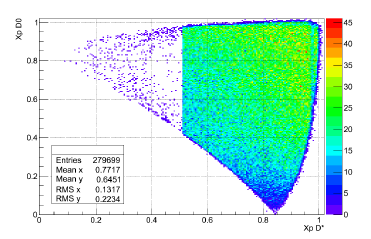 Xp D0
1
0.8
0.6
0.4
0.2
0
Entries 279699
Mean x 0.7717
Mean y 0.6451
RMS x 0.1317
RMS y 0.2234
0 0.2 0.4 0.6 0.8 1
Xp D*
45
40
35
30
25
20
15
10
5
0